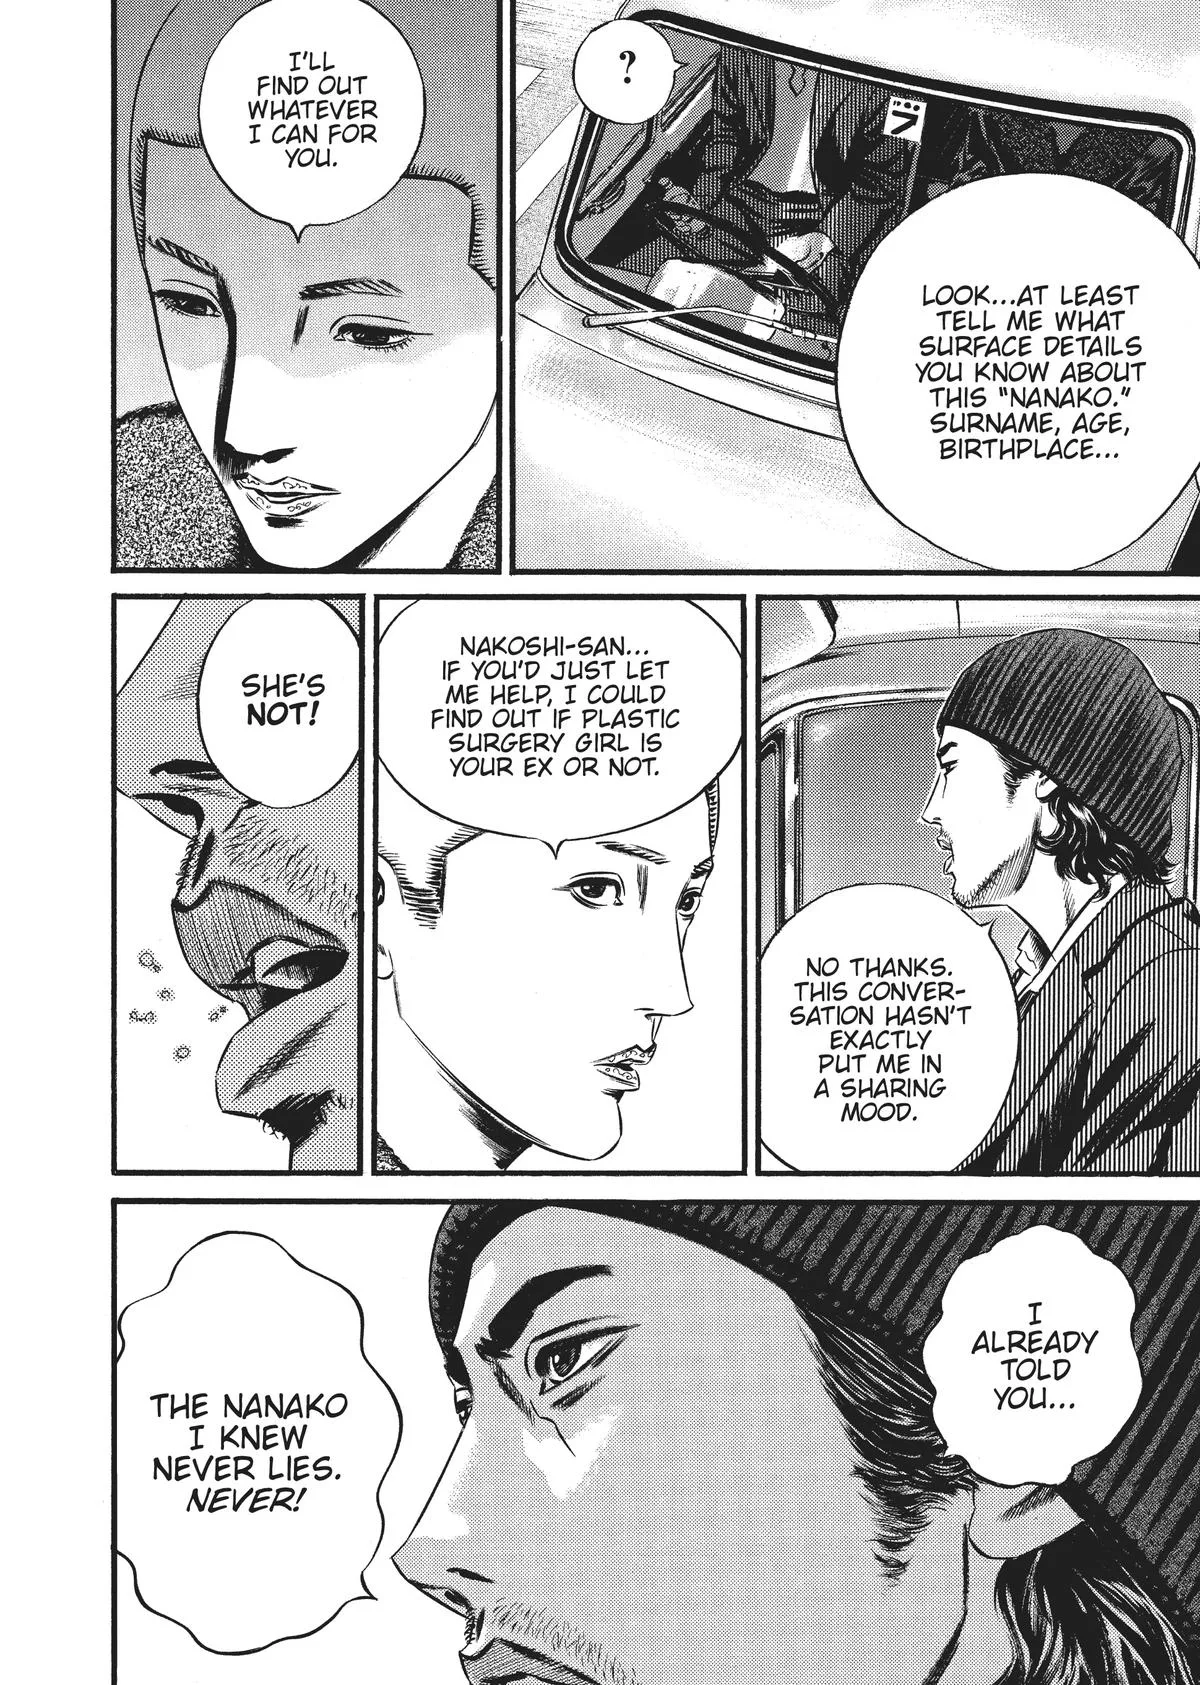 ?
LOOK...AT LEAST
TELL ME WHAT
SURFACE DETAILS
YOU KNOW ABOUT
THIS "NANAKO."
SURNAME, AGE,
BIRTHPLACE...
I'LL
FIND OUT
WHATEVER
I CAN FOR
YOU.
NO THANKS.
THIS CONVER-
SATION HASN'T
EXACTLY
PUT ME IN
A SHARING
MOOD.
NAKOSHI-SAN...
IF YOU'D JUST LET
ME HELP, I COULD
FIND OUT IF PLASTIC
SURGERY GIRL IS
YOUR EX OR NOT.
SHE'S
NOT!
I
ALREADY
TOLD
YOU...
THE NANAKO
I KNEW
NEVER LIES.
NEVER!